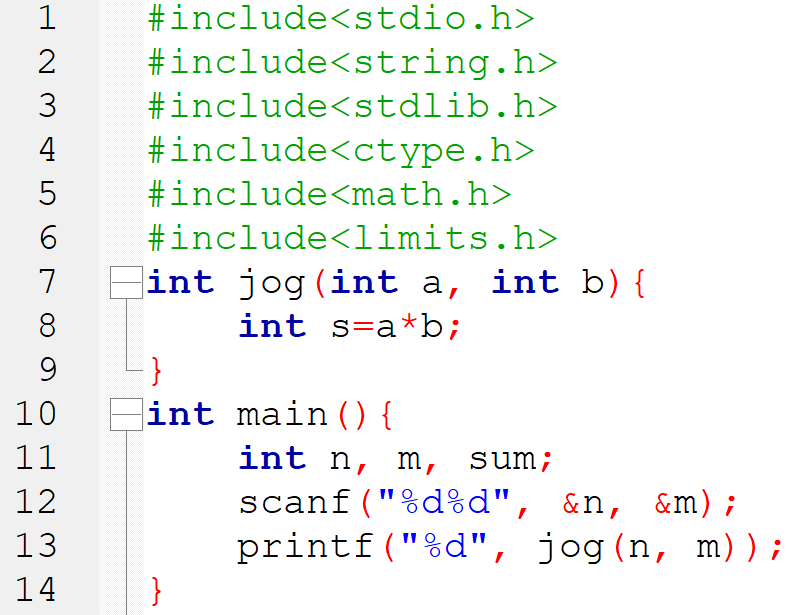 1 #include<stdio.h>
2 #include<string.h>
3 #include<stdlib.h>
4 #include<ctype.h>
5 #include<math.h>
6 #include<limits.h>
7 int jog(int a, int b){
8     int s=a*b;
9 }
10 int main(){
11     int n, m, sum;
12     scanf("%d%d", &n, &m);
13     printf("%d", jog(n, m));
14 }